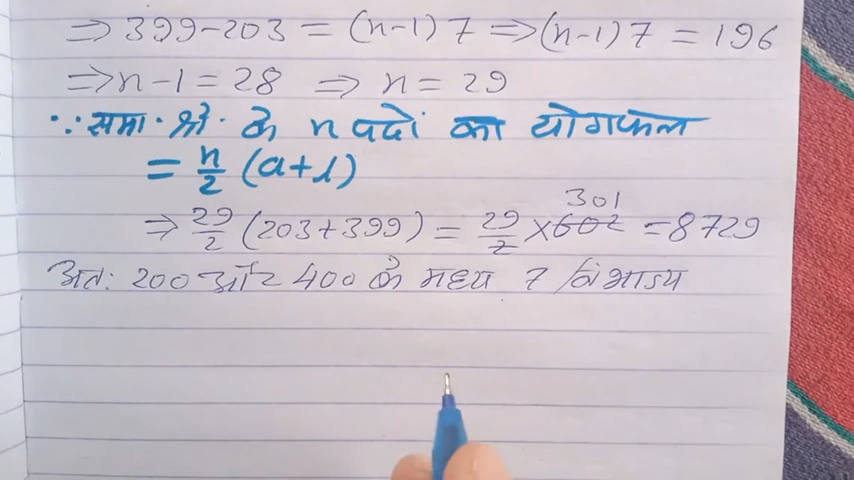 ⇒ 399-203 = (n-1) 7 ⇒ (n-1) 7 = 196
⇒ n-1 = 28 ⇒ n = 29
∵ समा॰ श्रे॰ के n पदों का योगफल
= n/2 (a+l)
⇒ 29/2 (203+399) = 29/2 × 602 301 = 8729
अतः 200 और 400 के मध्य 7 विभाज्य